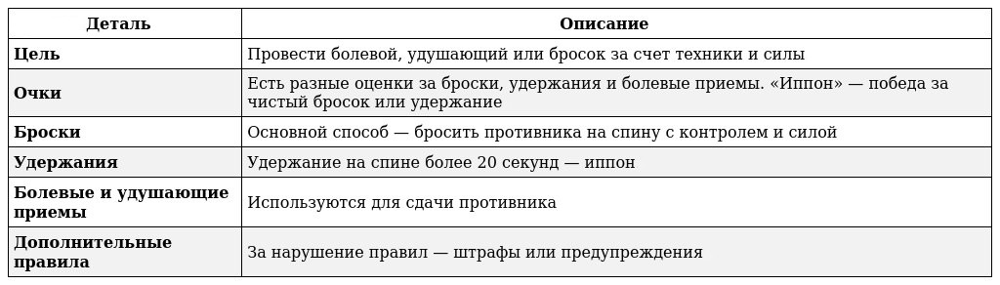 Деталь Описание
Цель Провести болевой, удушающий или бросок за счет техники и силы
Очки Есть разные оценки за броски, удержания и болевые приемы. «Иппон» — победа за
чистый бросок или удержание
Броски Основной способ — бросить противника на спину с контролем и силой
Удержания Удержание на спине более 20 секунд — иппон
Болевые и удушающие
приемы Используются для сдачи противника
Дополнительные
правила За нарушение правил — штрафы или предупреждения